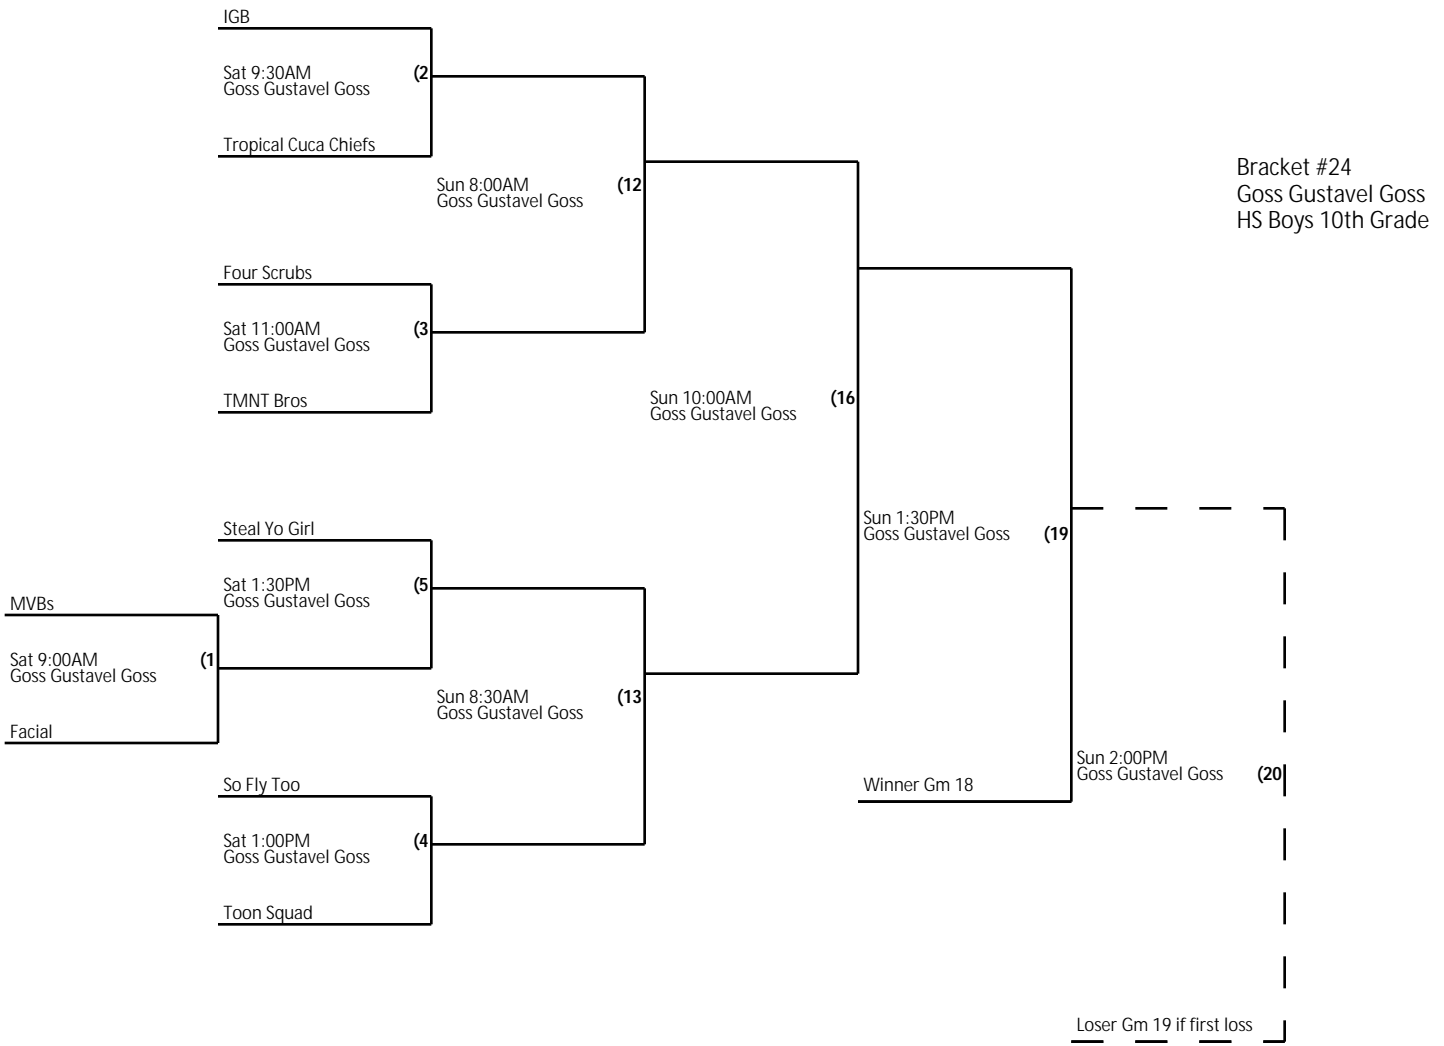 IGB
Sat 9:30AM
Goss Gustavel Goss
(2
Tropical Cuca Chiefs
Sun 8:00AM
Goss Gustavel Goss
(12
Bracket #24
Goss Gustavel Goss
HS Boys 10th Grade
Four Scrubs
Sat 11:00AM
Goss Gustavel Goss
(3
TMNT Bros
Sun 10:00AM
Goss Gustavel Goss
(16
Steal Yo Girl
Sat 1:30PM
Goss Gustavel Goss
(5
Sun 1:30PM
Goss Gustavel Goss
(19
MVBs
Sat 9:00AM
Goss Gustavel Goss
(1
Facial
Sun 8:30AM
Goss Gustavel Goss
(13
So Fly Too
Sat 1:00PM
Goss Gustavel Goss
(4
Toon Squad
Winner Gm 18
Sun 2:00PM
Goss Gustavel Goss
(20
Loser Gm 19 if first loss